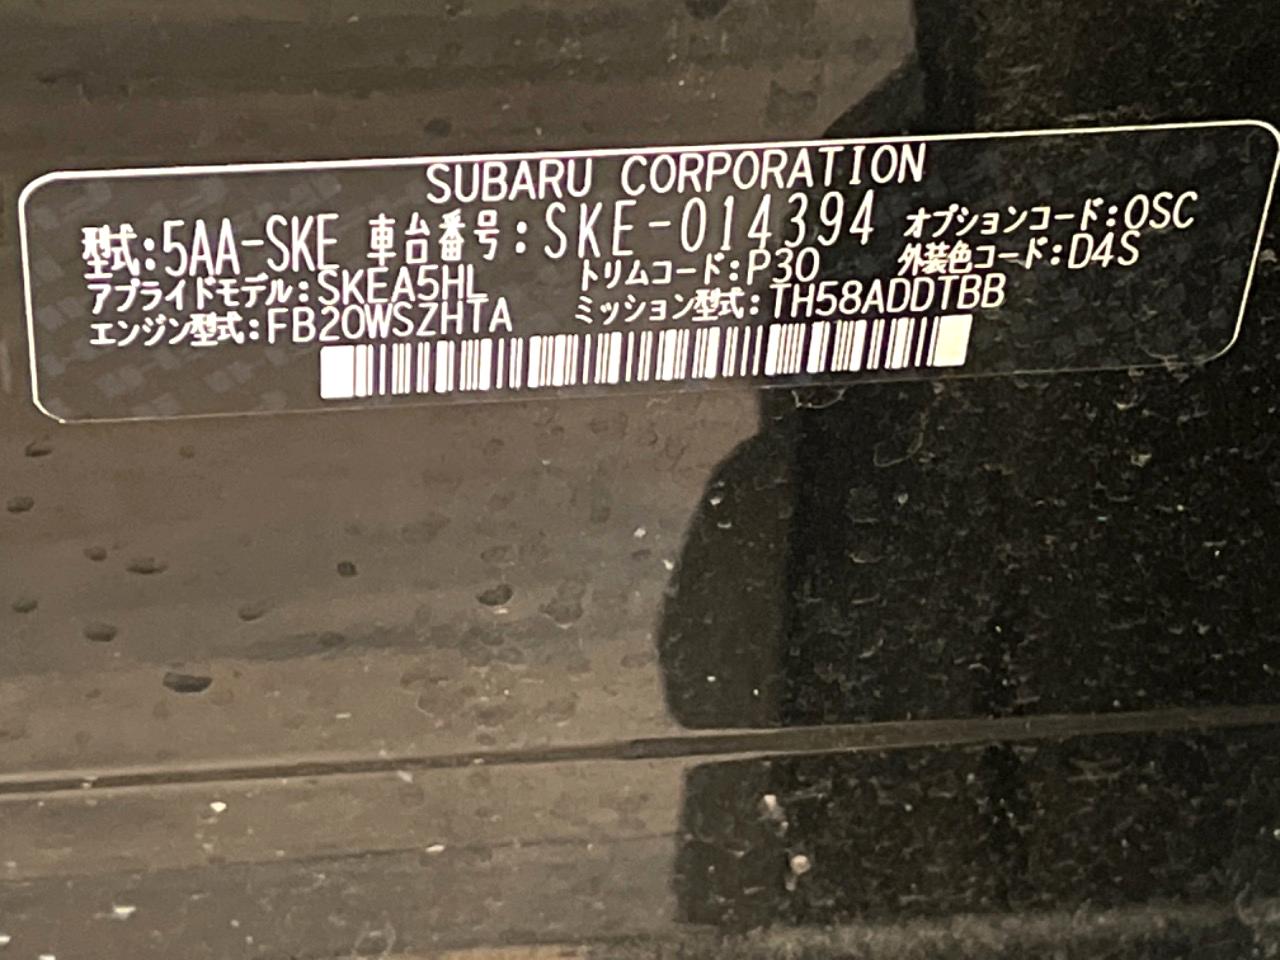 SUBARU CORPORATION
型式:5AA-SKE 車台番号:SKE-014394 オプションコード:OSC
アプライドモデル:SKEA5HL トリムコード:P30 外装色コード:D4S
エンジン型式:FB20WSZHTA ミッション型式:TH58ADDTBB